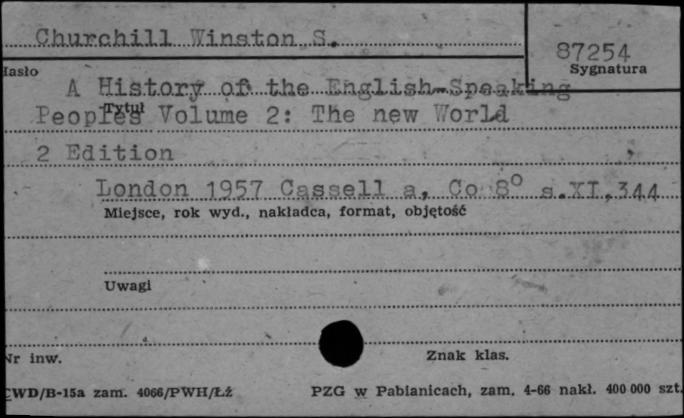 Churchill Winston S.
87254
Hasło
Sygnatura
A History of the English-Speaking
Tytuł
Peoples Volume 2: The new World
2 Edition
London 1957 Cassell a, Co 8° s.XI,344
Miejsce, rok wyd., nakładca, format, objętość
Uwagi
Nr inw.
Znak klas.
CWD/B-15a zam. 4066/PWH/Łż
PZG w Pabianicach, zam. 4-66 nakł. 400 000 szt.